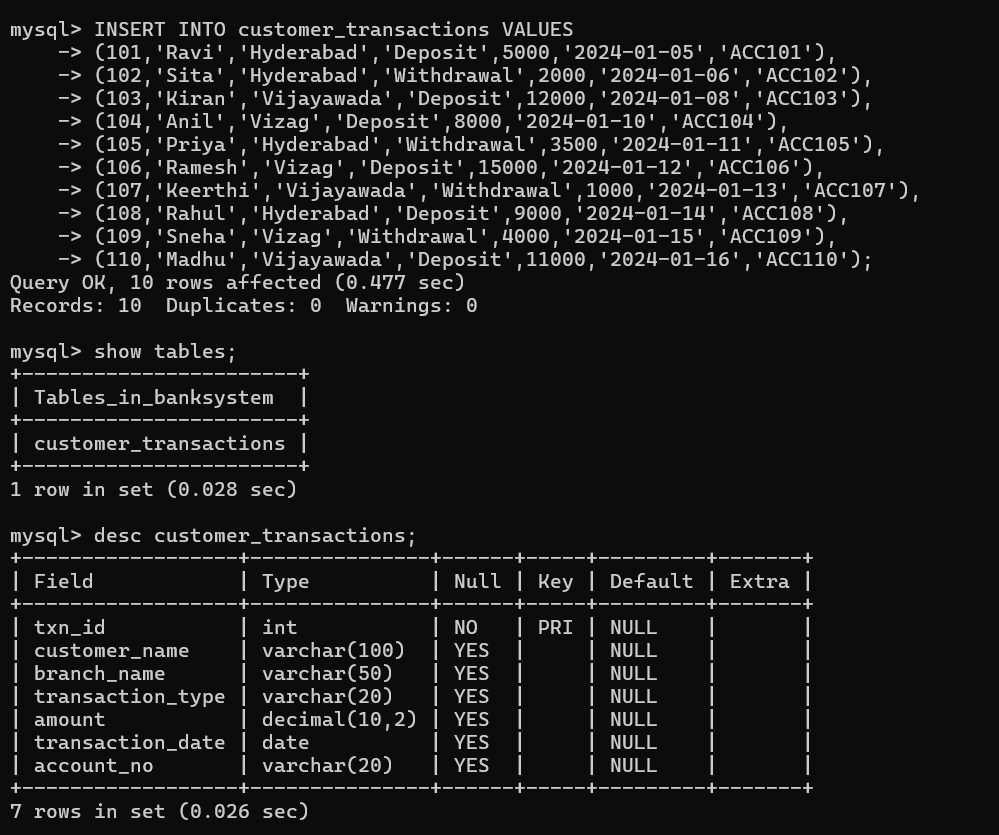 mysql> INSERT INTO customer_transactions VALUES
    -> (101,'Ravi','Hyderabad','Deposit',5000,'2024-01-05','ACC101'),
    -> (102,'Sita','Hyderabad','Withdrawal',2000,'2024-01-06','ACC102'),
    -> (103,'Kiran','Vijayawada','Deposit',12000,'2024-01-08','ACC103'),
    -> (104,'Anil','Vizag','Deposit',8000,'2024-01-10','ACC104'),
    -> (105,'Priya','Hyderabad','Withdrawal',3500,'2024-01-11','ACC105'),
    -> (106,'Ramesh','Vizag','Deposit',15000,'2024-01-12','ACC106'),
    -> (107,'Keerthi','Vijayawada','Withdrawal',1000,'2024-01-13','ACC107'),
    -> (108,'Rahul','Hyderabad','Deposit',9000,'2024-01-14','ACC108'),
    -> (109,'Sneha','Vizag','Withdrawal',4000,'2024-01-15','ACC109'),
    -> (110,'Madhu','Vijayawada','Deposit',11000,'2024-01-16','ACC110');
Query OK, 10 rows affected (0.477 sec)
Records: 10  Duplicates: 0  Warnings: 0

mysql> show tables;
+-----------------------+
| Tables_in_banksystem  |
+-----------------------+
| customer_transactions |
+-----------------------+
1 row in set (0.028 sec)

mysql> desc customer_transactions;
+------------------+---------------+------+-----+---------+-------+
| Field            | Type          | Null | Key | Default | Extra |
+------------------+---------------+------+-----+---------+-------+
| txn_id           | int           | NO   | PRI | NULL    |       |
| customer_name    | varchar(100)  | YES  |     | NULL    |       |
| branch_name      | varchar(50)   | YES  |     | NULL    |       |
| transaction_type | varchar(20)   | YES  |     | NULL    |       |
| amount           | decimal(10,2) | YES  |     | NULL    |       |
| transaction_date | date          | YES  |     | NULL    |       |
| account_no       | varchar(20)   | YES  |     | NULL    |       |
+------------------+---------------+------+-----+---------+-------+
7 rows in set (0.026 sec)